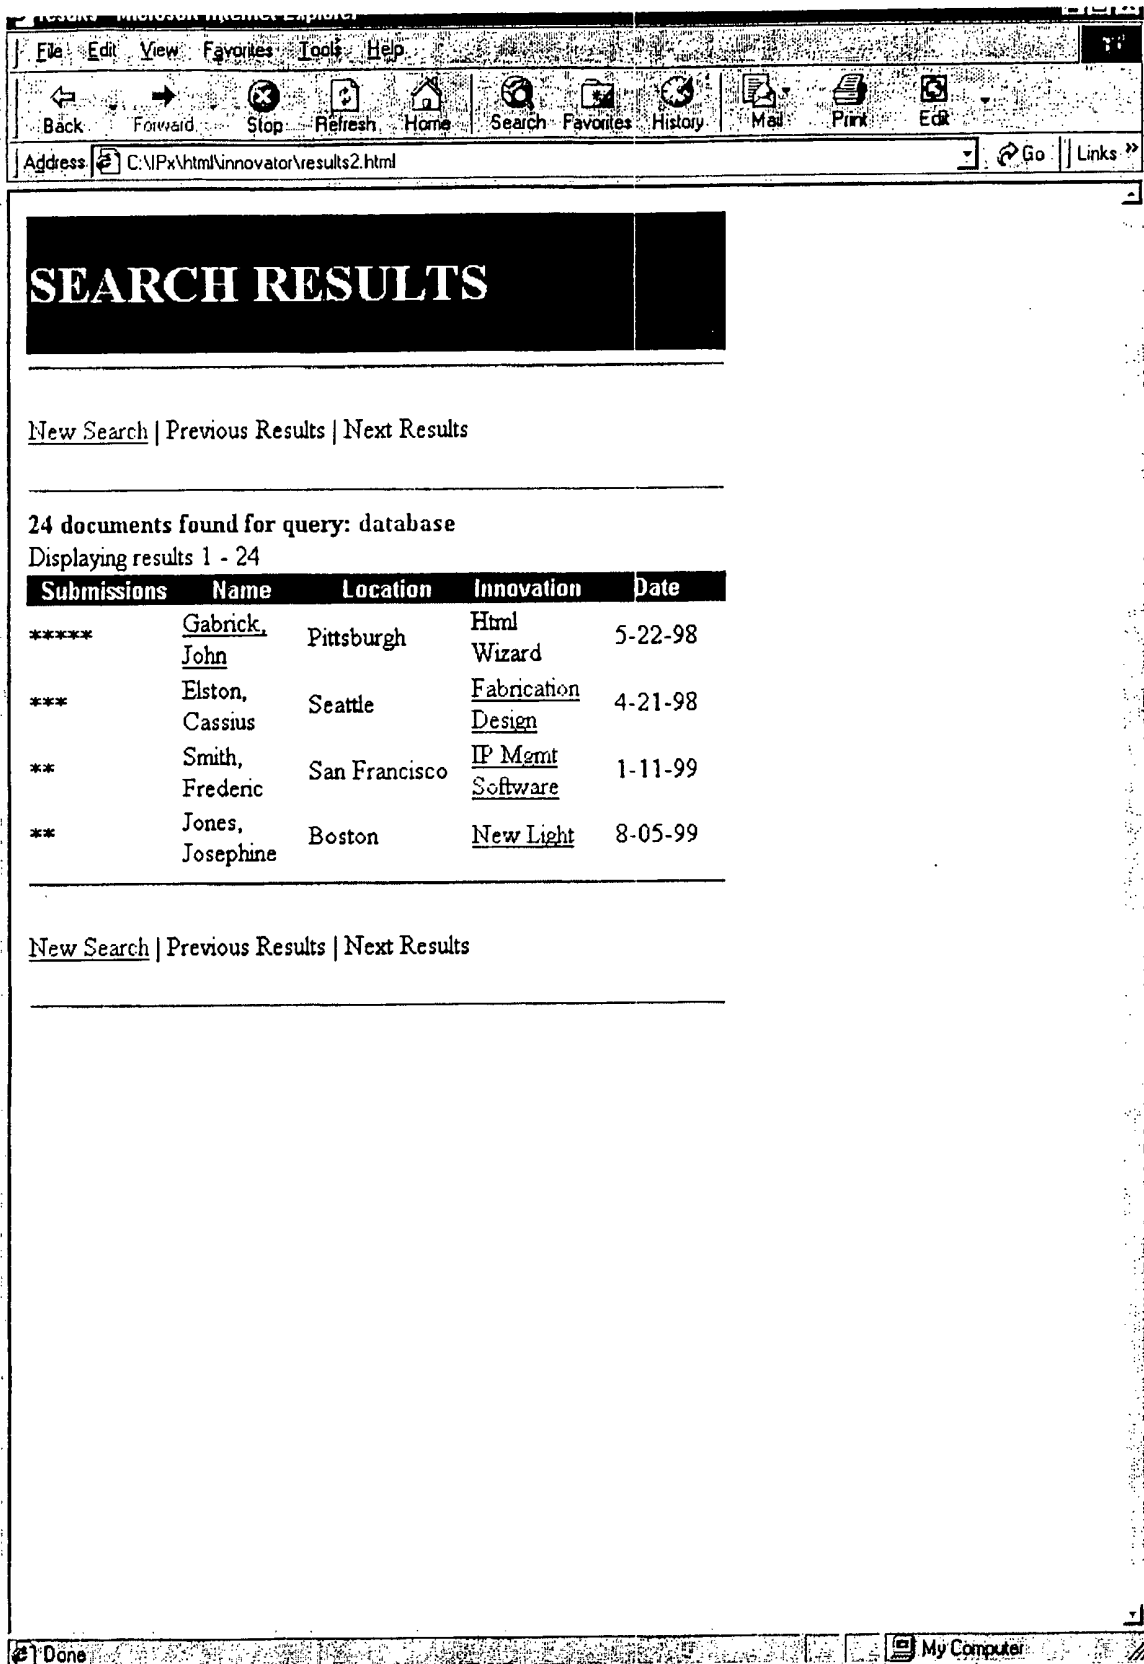 results - Microsoft Internet Explorer
File Edit View Favorites Tools Help
Back Forward Stop Refresh Home Search Favorites History Mail Print Edit
Address C:\IPx\html\innovator\results2.html Go Links »
SEARCH RESULTS
New Search | Previous Results | Next Results
24 documents found for query: database
Displaying results 1 - 24
Submissions Name Location Innovation Date
***** Gabrick, John Pittsburgh Html Wizard 5-22-98
*** Elston, Cassius Seattle Fabrication Design 4-21-98
** Smith, Frederic San Francisco IP Mgmt Software 1-11-99
** Jones, Josephine Boston New Light 8-05-99
New Search | Previous Results | Next Results
Done My Computer